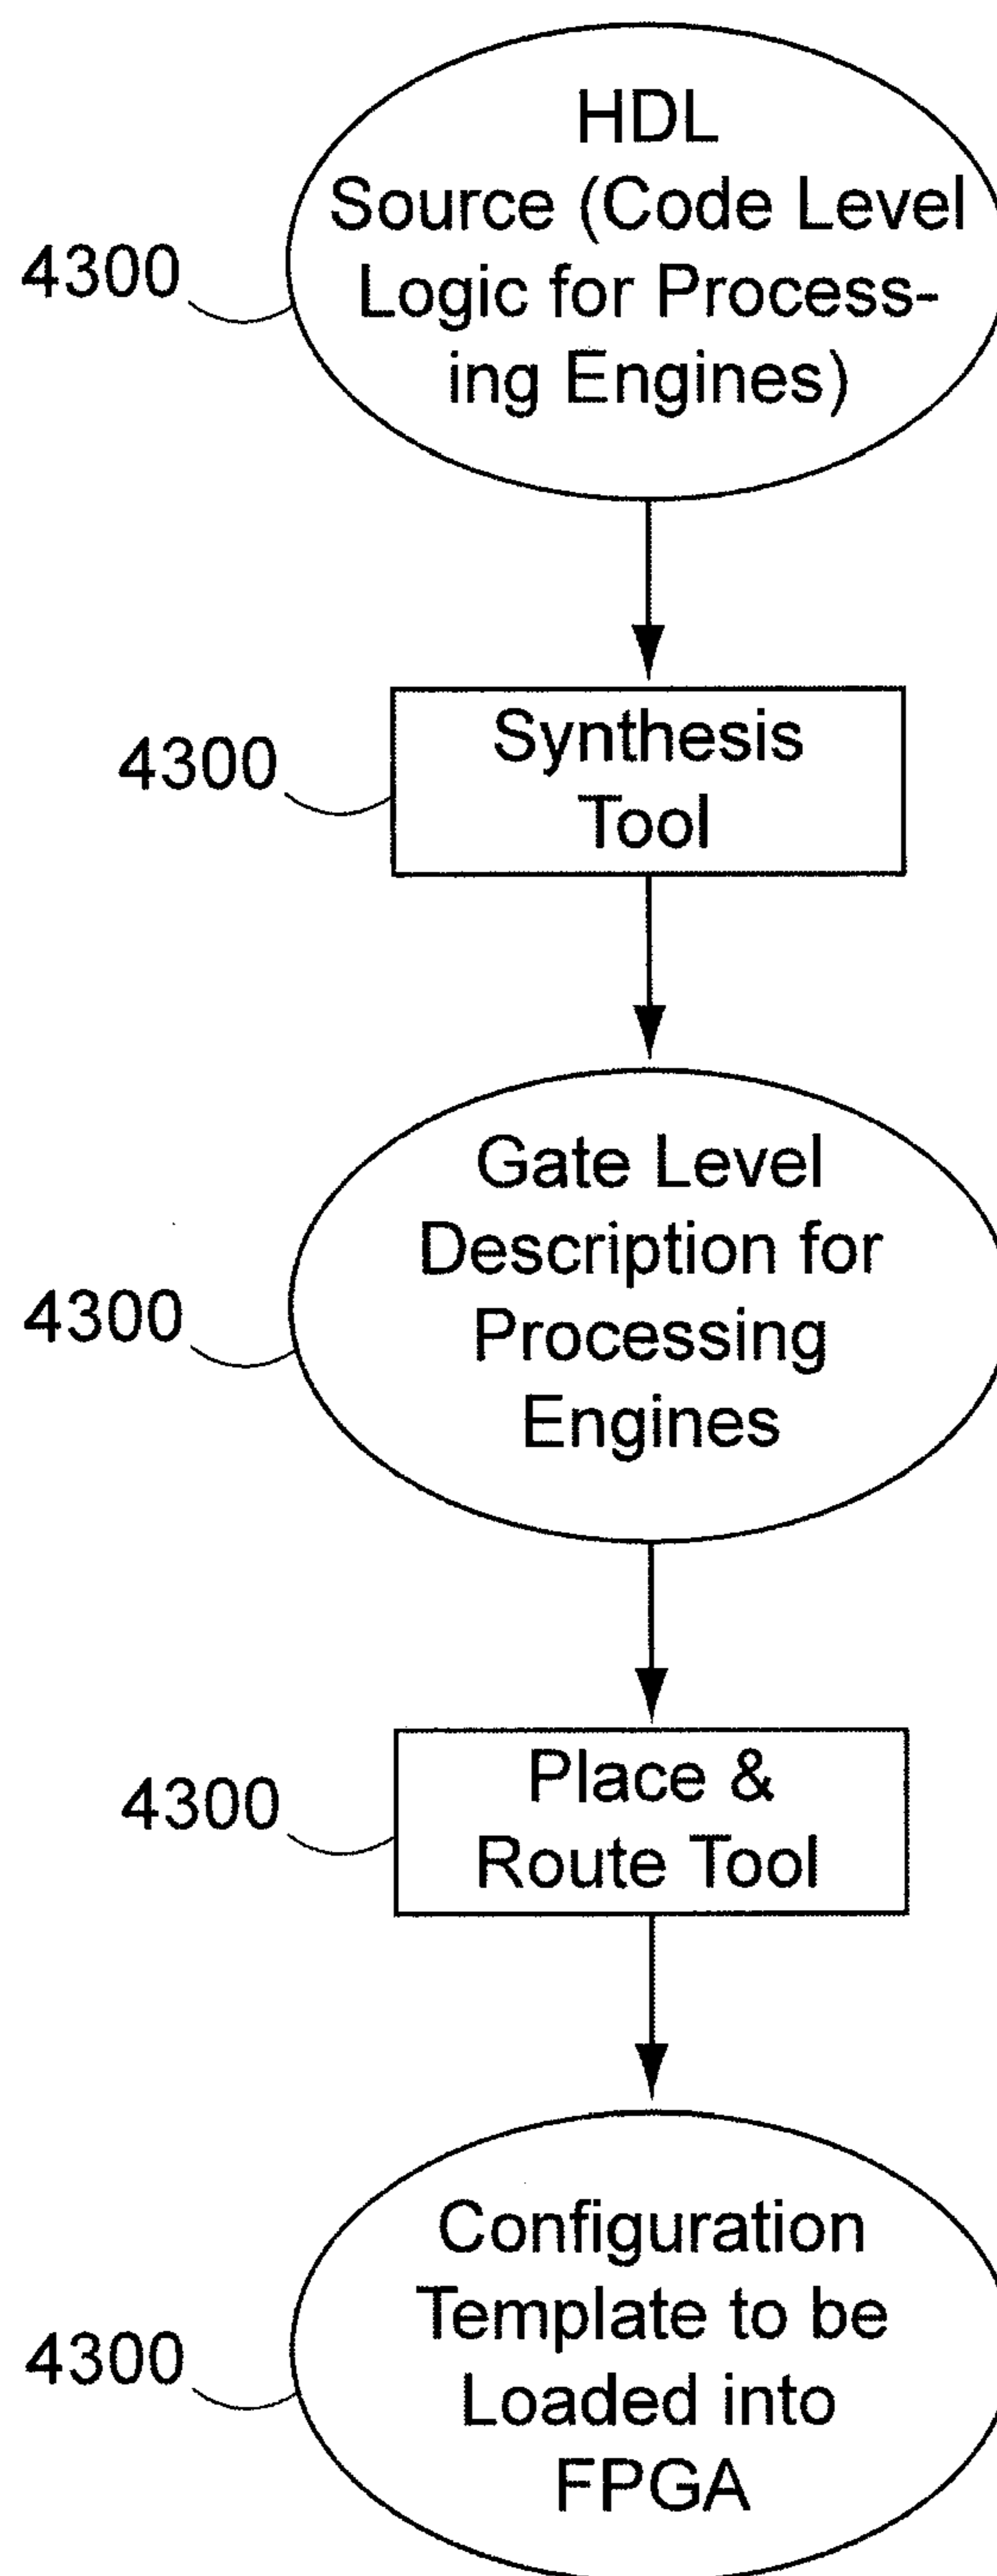 HDL
Source (Code Level
Logic for Process-
ing Engines)
4300
Synthesis
Tool
4300
Gate Level
Description for
Processing
Engines
4300
Place &
Route Tool
4300
Configuration
Template to be
Loaded into
FPGA
4300